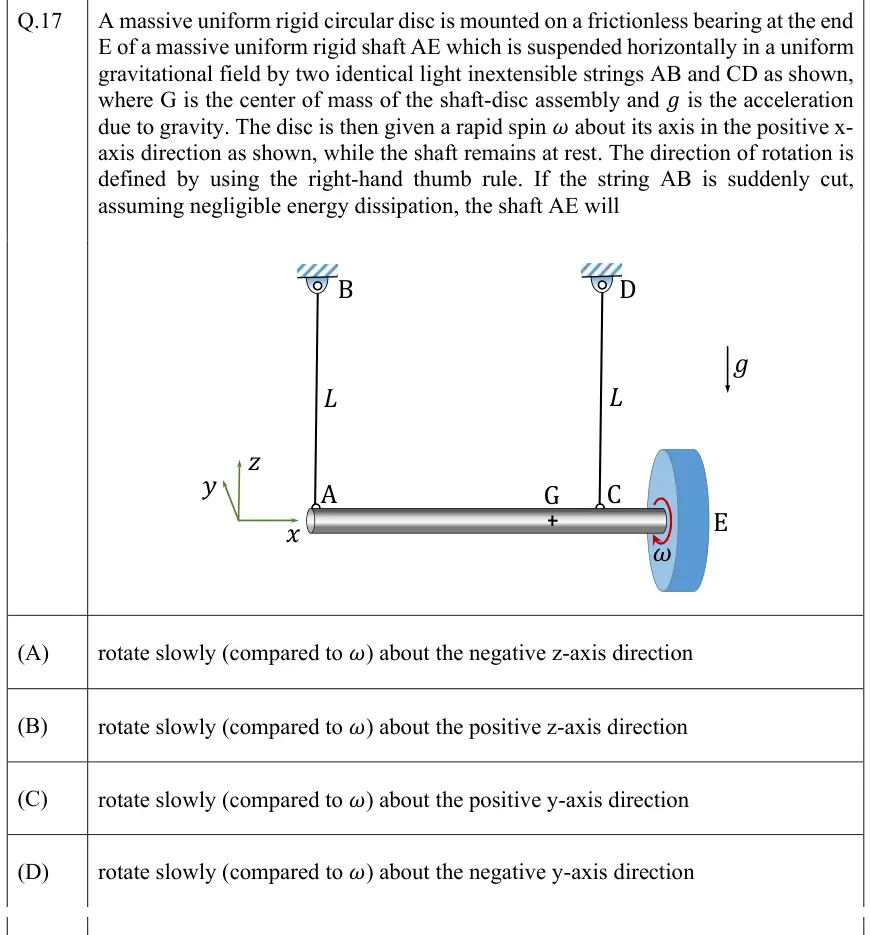 Q.17
A massive uniform rigid circular disc is mounted on a frictionless bearing at the end
E of a massive uniform rigid shaft AE which is suspended horizontally in a uniform
gravitational field by two identical light inextensible strings AB and CD as shown,
where G is the center of mass of the shaft-disc assembly and g is the acceleration
due to gravity. The disc is then given a rapid spin ω about its axis in the positive x-
axis direction as shown, while the shaft remains at rest. The direction of rotation is
defined by using the right-hand thumb rule. If the string AB is suddenly cut,
assuming negligible energy dissipation, the shaft AE will
B
D
g
L
L
z
y
A
G
C
x
E
ω
(A)
rotate slowly (compared to ω) about the negative z-axis direction
(B)
rotate slowly (compared to ω) about the positive z-axis direction
(C)
rotate slowly (compared to ω) about the positive y-axis direction
(D)
rotate slowly (compared to ω) about the negative y-axis direction